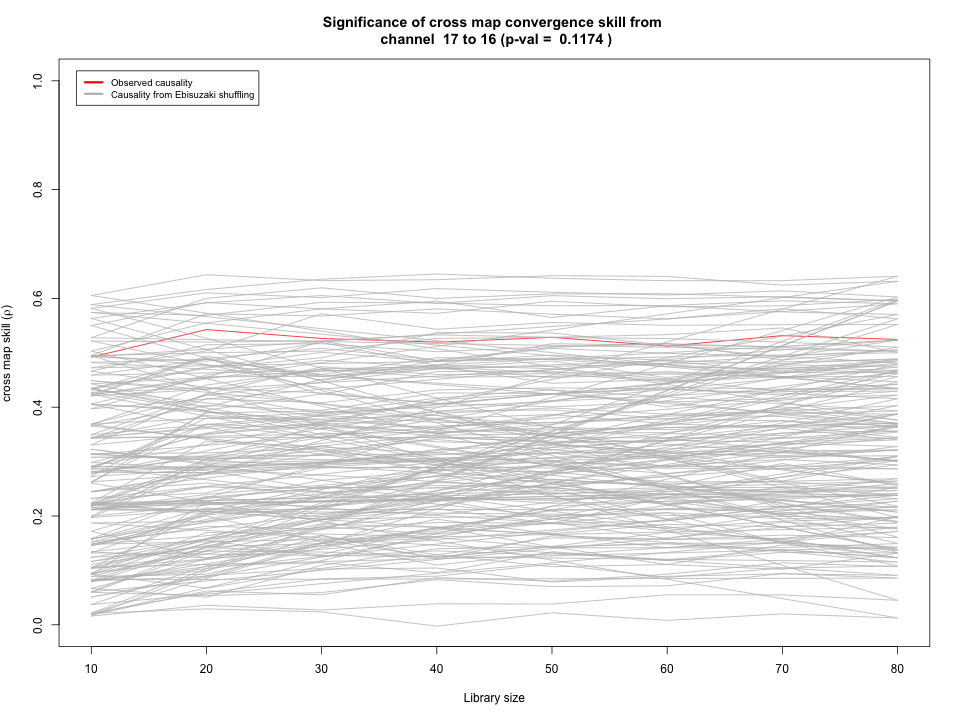 Significance of cross map convergence skill from
channel  17 to 16 (p-val =  0.1174 )
Observed causality
Causality from Ebisuzaki shuffling
cross map skill (ρ)
1.0
0.8
0.6
0.4
0.2
0.0
10 20 30 40 50 60 70 80
Library size